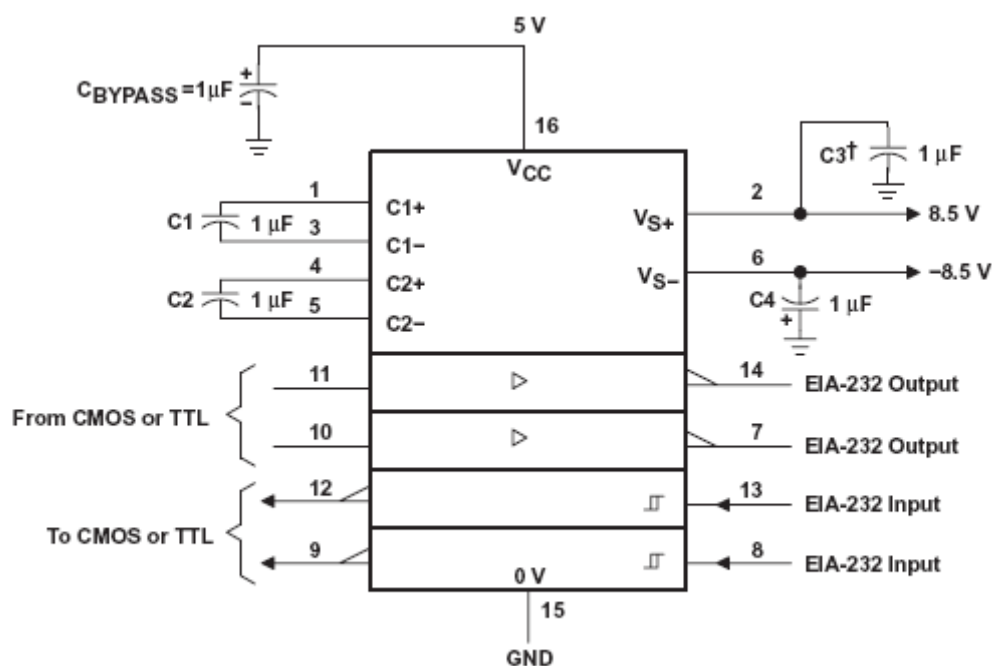 5 V
CBYPASS = 1µF
+
−
16
VCC
C3† 1 µF
1
C1+
VS+
2
8.5 V
C1 1 µF
3
C1−
4
C2+
VS−
6
−8.5 V
C2 1 µF
5
C2−
C4 1 µF
+
11
14
EIA-232 Output
From CMOS or TTL
10
7
EIA-232 Output
12
13
EIA-232 Input
To CMOS or TTL
9
8
EIA-232 Input
0 V
15
GND